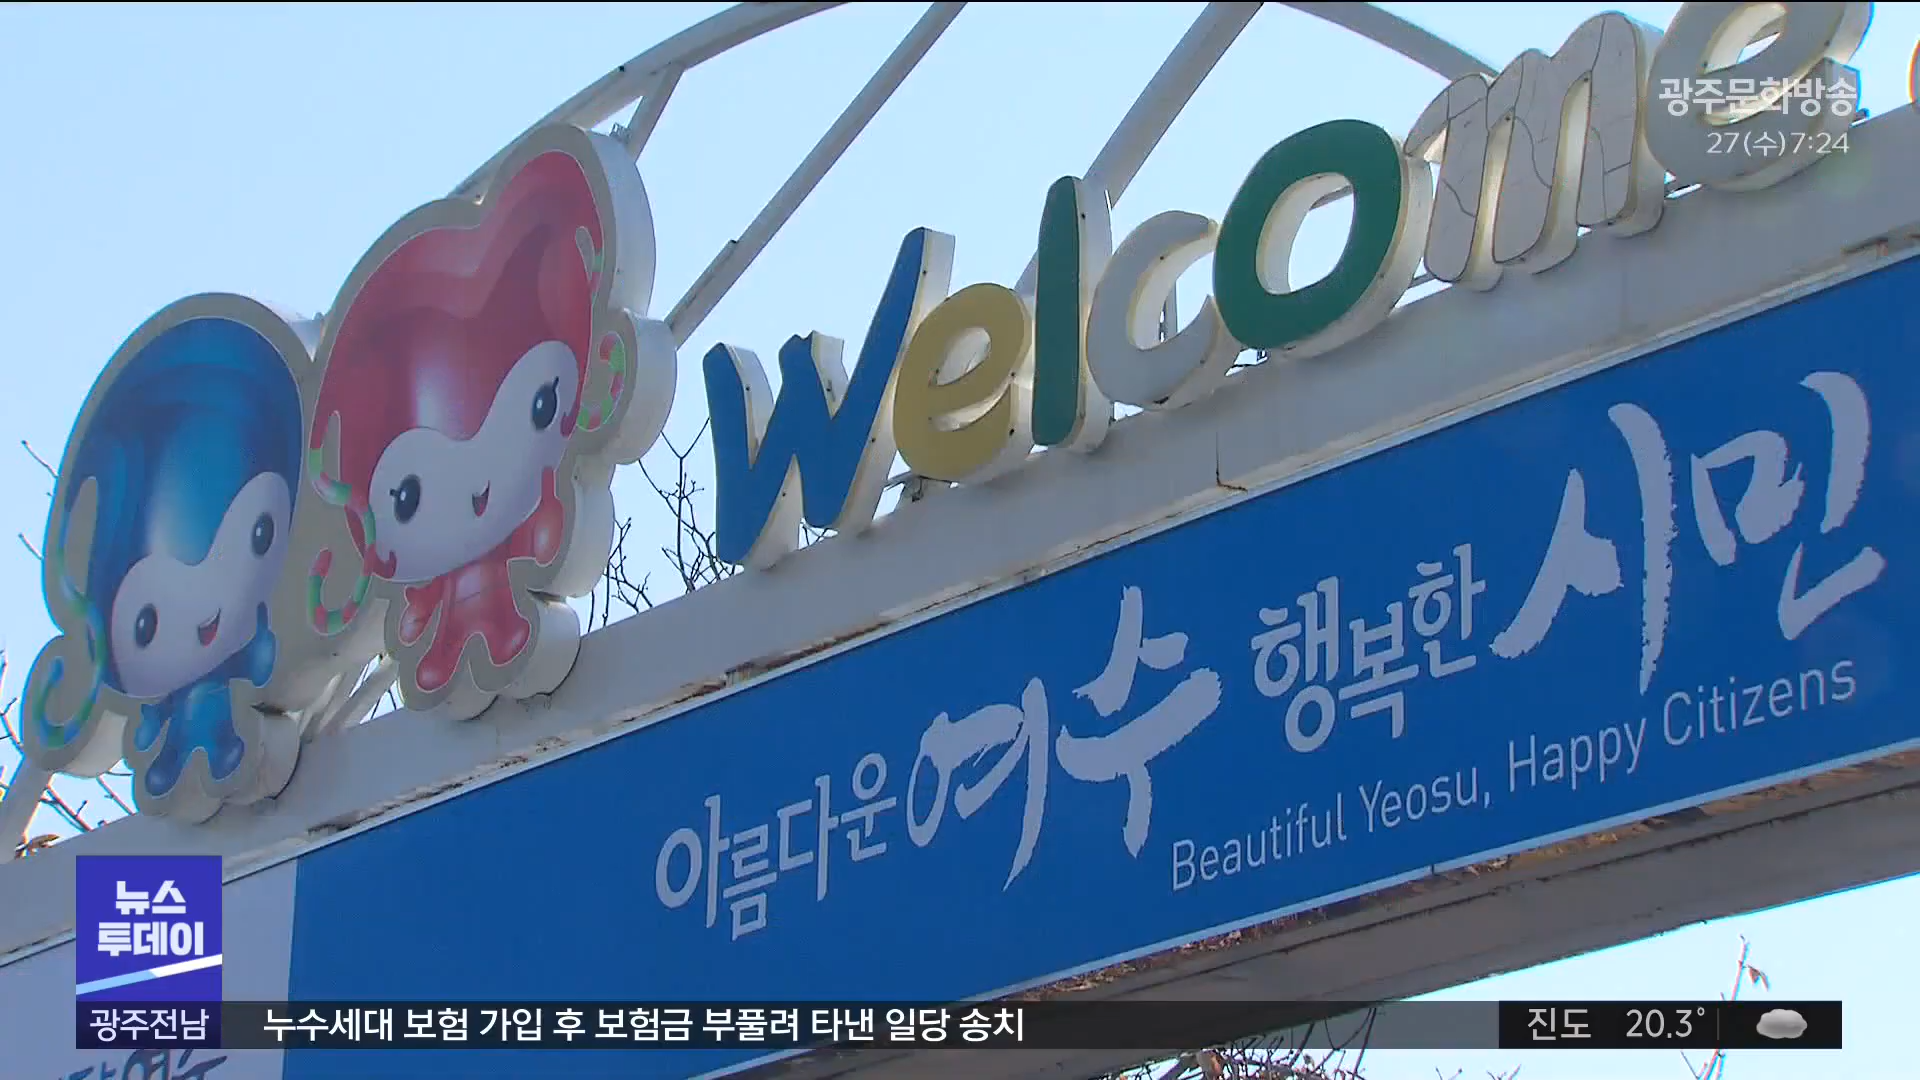 광주문화방송
27(수)7:24
welcome
아름다운 여수 행복한 시민
Beautiful Yeosu, Happy Citizens
뉴스
투데이
광주전남
누수세대 보험 가입 후 보험금 부풀려 타낸 일당 송치
진도 20.3°